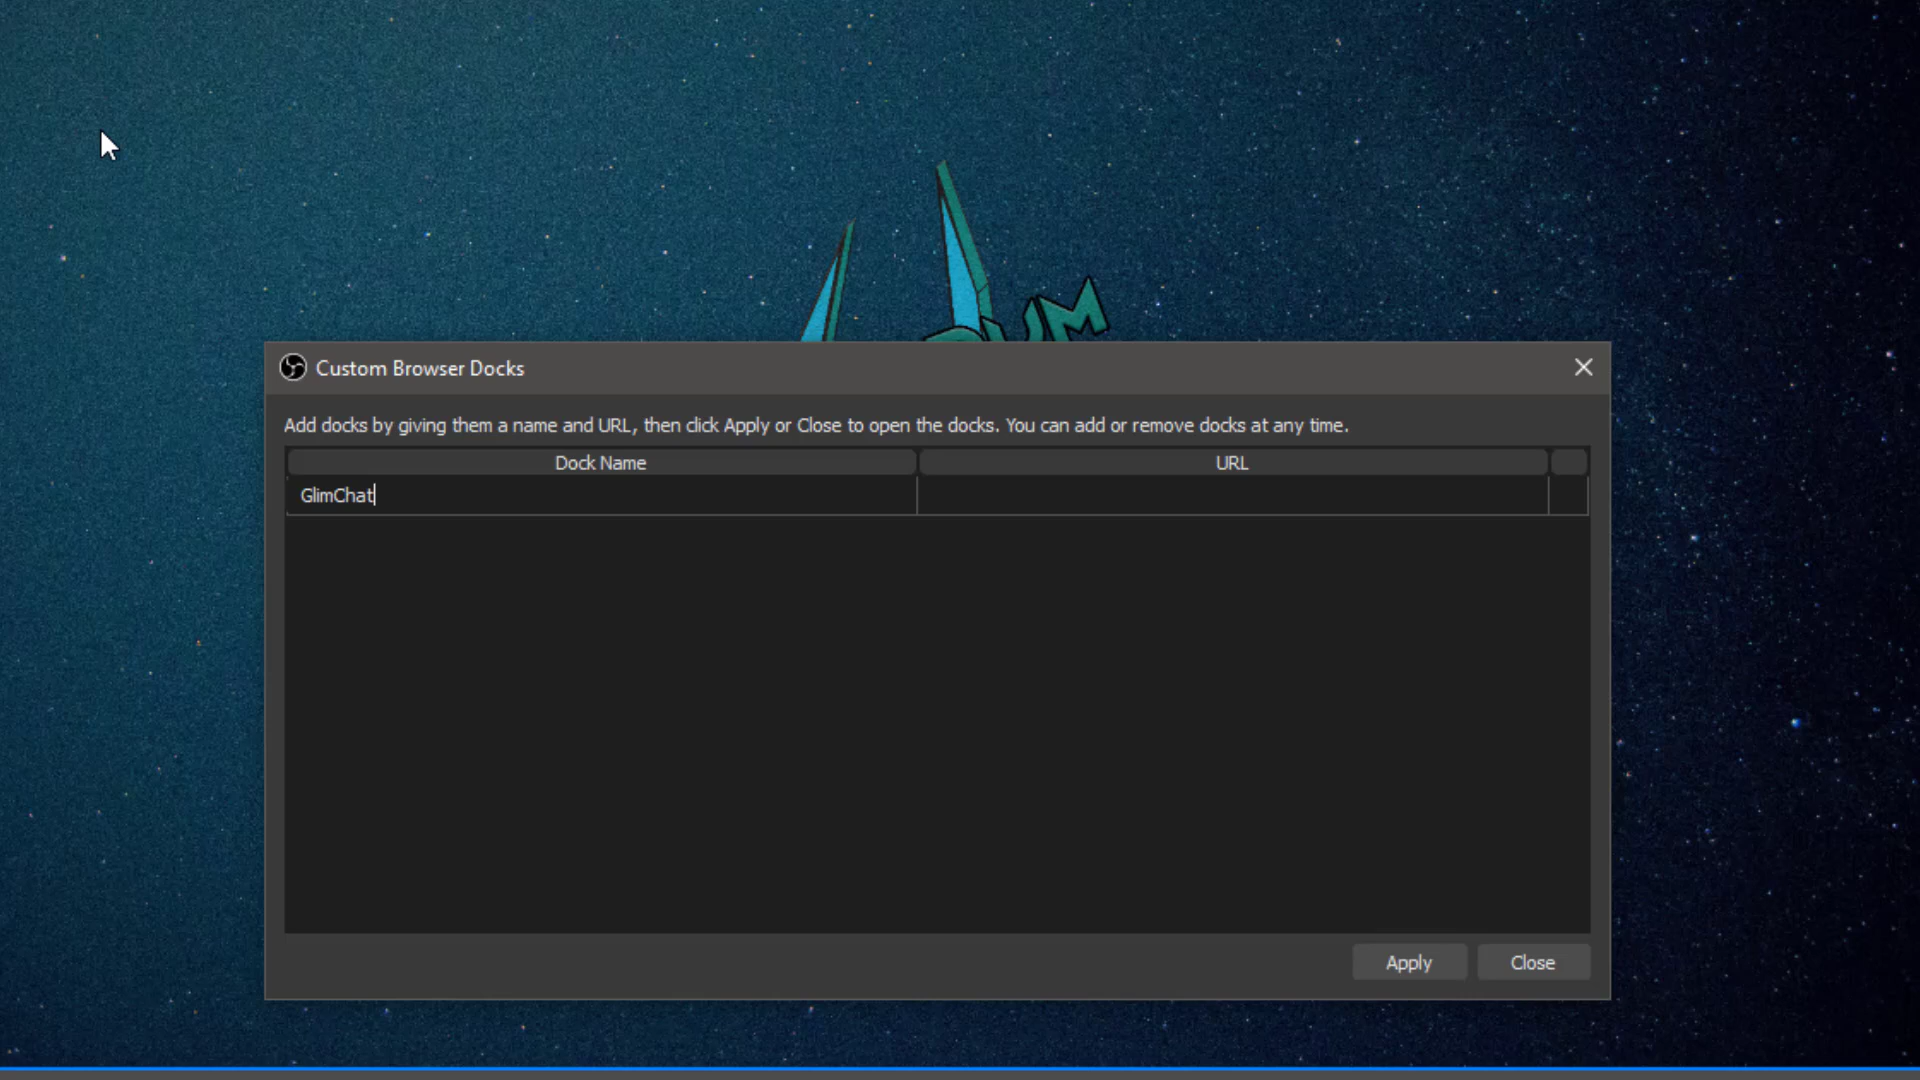 Custom Browser Docks
Add docks by giving them a name and URL, then click Apply or Close to open the docks. You can add or remove docks at any time.
Dock Name URL
GlimChat
Apply Close